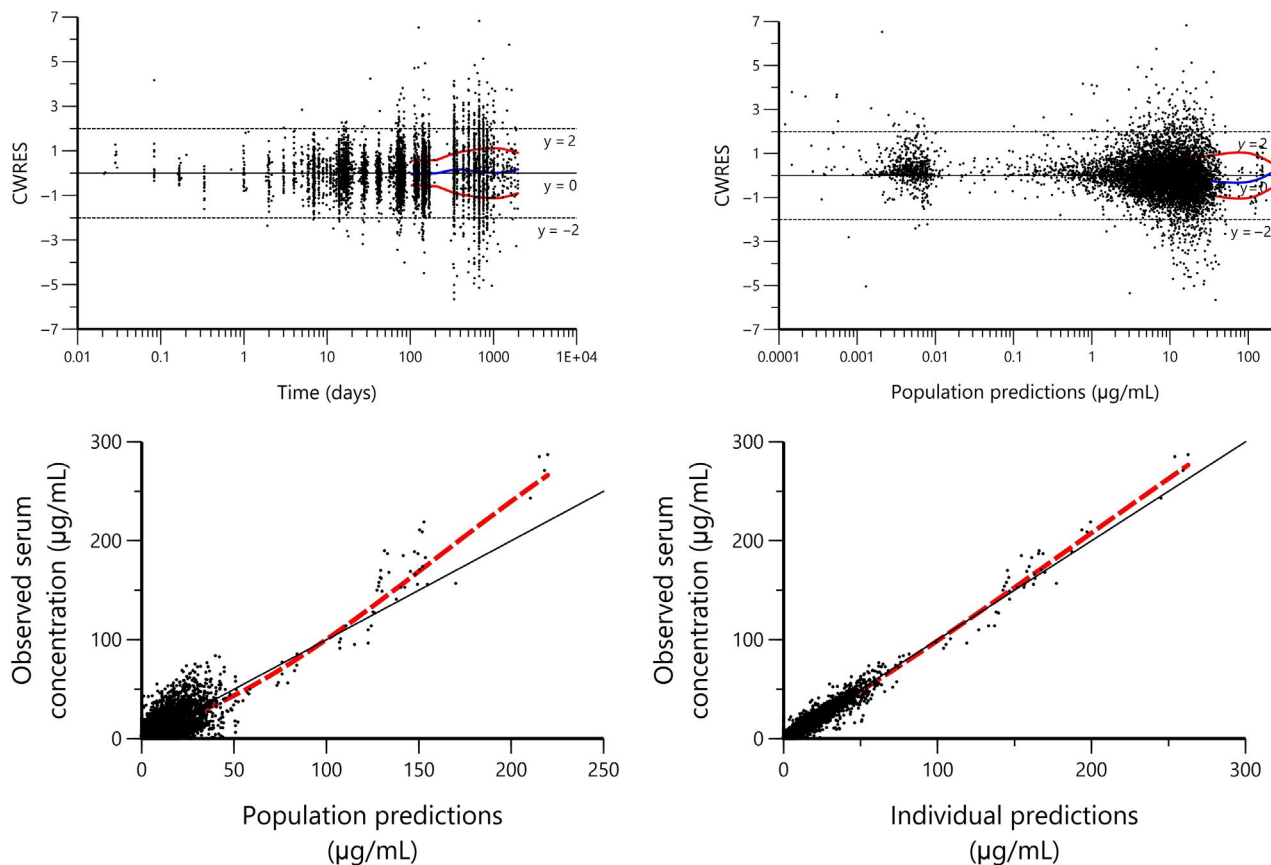 7
5
3
1
−1
−3
−5
−7
CWRES
y = 2
y = 0
y = −2
0.01
0.1
1
10
100
1000
1E+04
Time (days)
7
5
3
1
−1
−3
−5
−7
CWRES
y = 2
y = 0
y = −2
0.0001
0.001
0.01
0.1
1
10
100
Population predictions (µg/mL)
300
200
100
0
Observed serum
concentration (µg/mL)
0
50
100
150
200
250
Population predictions
(µg/mL)
300
200
100
0
Observed serum
concentration (µg/mL)
0
100
200
300
Individual predictions
(µg/mL)